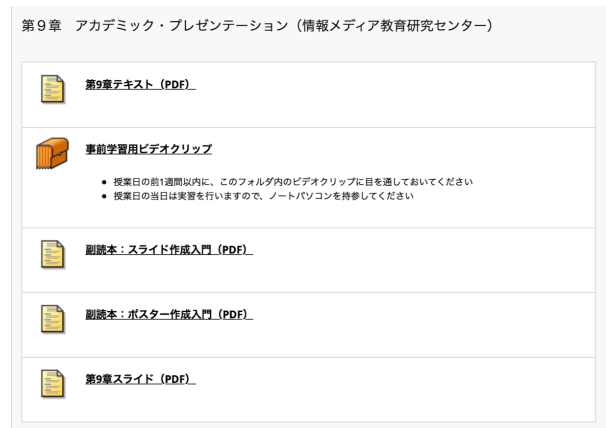 第９章　アカデミック・プレゼンテーション（情報メディア教育研究センター）
第9章テキスト（PDF）
事前学習用ビデオクリップ
● 授業日の前1週間以内に、このフォルダ内のビデオクリップに目を通しておいてください
● 授業日の当日は実習を行いますので、ノートパソコンを持参してください
副読本：スライド作成入門（PDF）
副読本：ポスター作成入門（PDF）
第9章スライド（PDF）